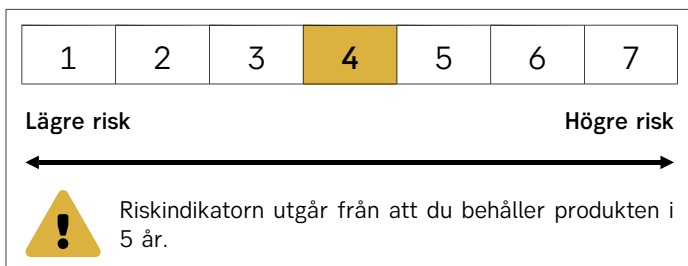 1 2 3 4 5 6 7
Lägre risk Högre risk
Riskindikatorn utgår från att du behåller produkten i
5 år.